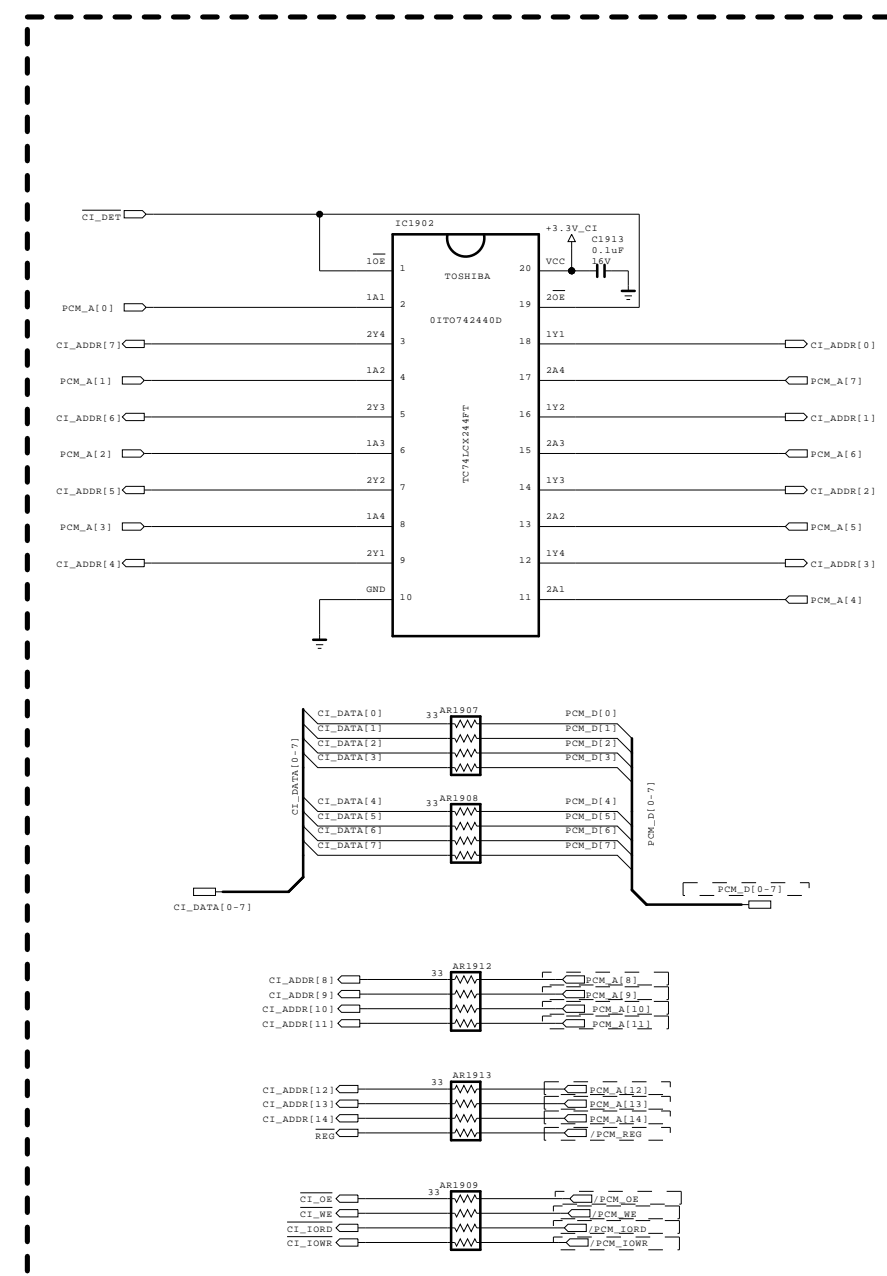 CI_DET
IC1902
+3.3V_CI
C1913
0.1uF
16V
1OE
1
TOSHIBA
20
VCC
PCM_A[0]
1A1
2
0ITO742440D
19
2OE
CI_ADDR[7]
2Y4
3
18
1Y1
CI_ADDR[0]
PCM_A[1]
1A2
4
17
2A4
PCM_A[7]
CI_ADDR[6]
2Y3
5
TC74LCX244FT
16
1Y2
CI_ADDR[1]
PCM_A[2]
1A3
6
15
2A3
PCM_A[6]
CI_ADDR[5]
2Y2
7
14
1Y3
CI_ADDR[2]
PCM_A[3]
1A4
8
13
2A2
PCM_A[5]
CI_ADDR[4]
2Y1
9
12
1Y4
CI_ADDR[3]
GND
10
11
2A1
PCM_A[4]
CI_DATA[0]
33
AR1907
PCM_D[0]
CI_DATA[1]
PCM_D[1]
CI_DATA[2]
PCM_D[2]
CI_DATA[3]
PCM_D[3]
CI_DATA[0-7]
PCM_D[0-7]
CI_DATA[4]
33
AR1908
PCM_D[4]
CI_DATA[5]
PCM_D[5]
CI_DATA[6]
PCM_D[6]
CI_DATA[7]
PCM_D[7]
CI_DATA[0-7]
PCM_D[0-7]
33
AR1912
CI_ADDR[8]
PCM_A[8]
CI_ADDR[9]
PCM_A[9]
CI_ADDR[10]
PCM_A[10]
CI_ADDR[11]
PCM_A[11]
33
AR1913
CI_ADDR[12]
PCM_A[12]
CI_ADDR[13]
PCM_A[13]
CI_ADDR[14]
PCM_A[14]
REG
/PCM_REG
33
AR1909
CI_OE
/PCM_OE
CI_WE
/PCM_WE
CI_IORD
/PCM_IORD
CI_IOWR
/PCM_IOWR